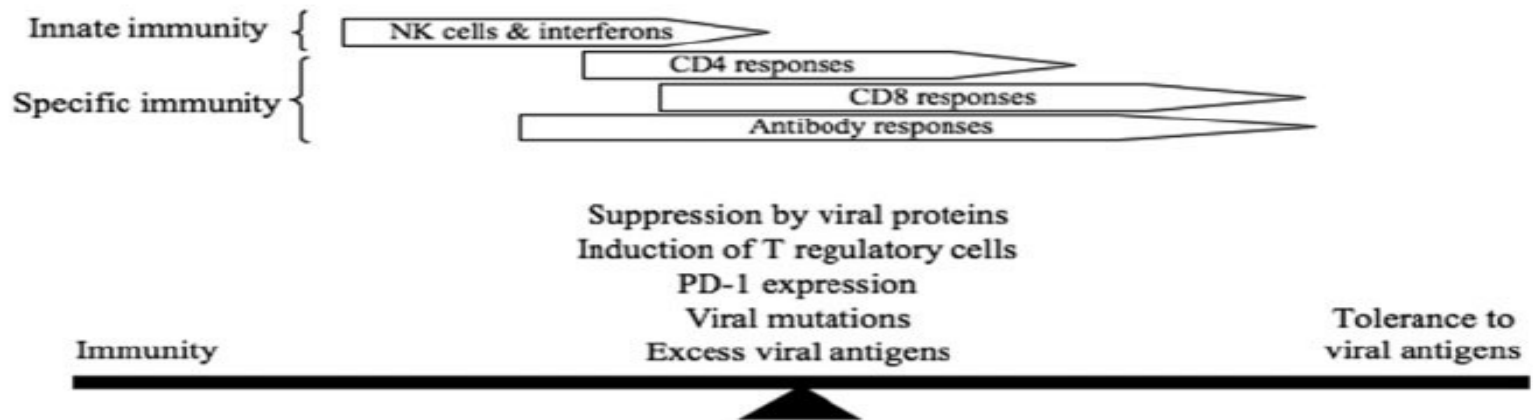 Innate immunity
NK cells & interferons
CD4 responses
Specific immunity
CD8 responses
Antibody responses
Suppression by viral proteins
Induction of T regulatory cells
PD-1 expression
Viral mutations
Excess viral antigens
Immunity
Tolerance to
viral antigens